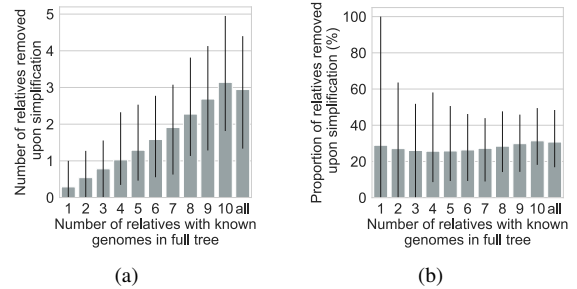 Number of relatives removed
upon simplification
5
4
3
2
1
0
1 2 3 4 5 6 7 8 9 10 all
Number of relatives with known
genomes in full tree
(a)
Proportion of relatives removed
upon simplification (%)
100
80
60
40
20
0
1 2 3 4 5 6 7 8 9 10 all
Number of relatives with known
genomes in full tree
(b)